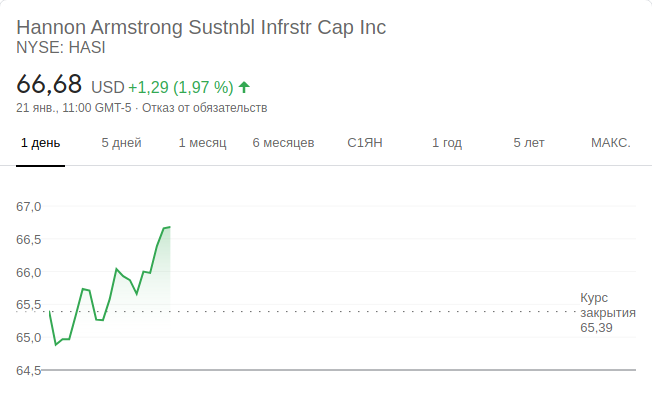 Hannon Armstrong Sustnbl Infrstr Cap Inc
NYSE: HASI
66,68 USD +1,29 (1,97 %)
21 янв., 11:00 GMT-5 · Отказ от обязательств
1 день 5 дней 1 месяц 6 месяцев С1ЯН 1 год 5 лет МАКС.
67,0
66,5
66,0
65,5
65,0
64,5
Курс
закрытия
65,39